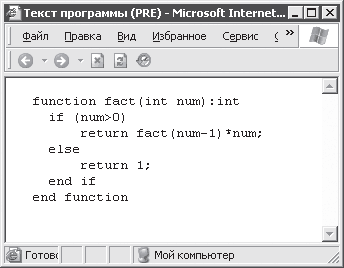 Текст программы (PRE) - Microsoft Internet...
Файл Правка Вид Избранное Сервис С »
function fact(int num):int
if (num>0)
return fact(num-1)*num;
else
return 1;
end if
end function
Готово Мой компьютер